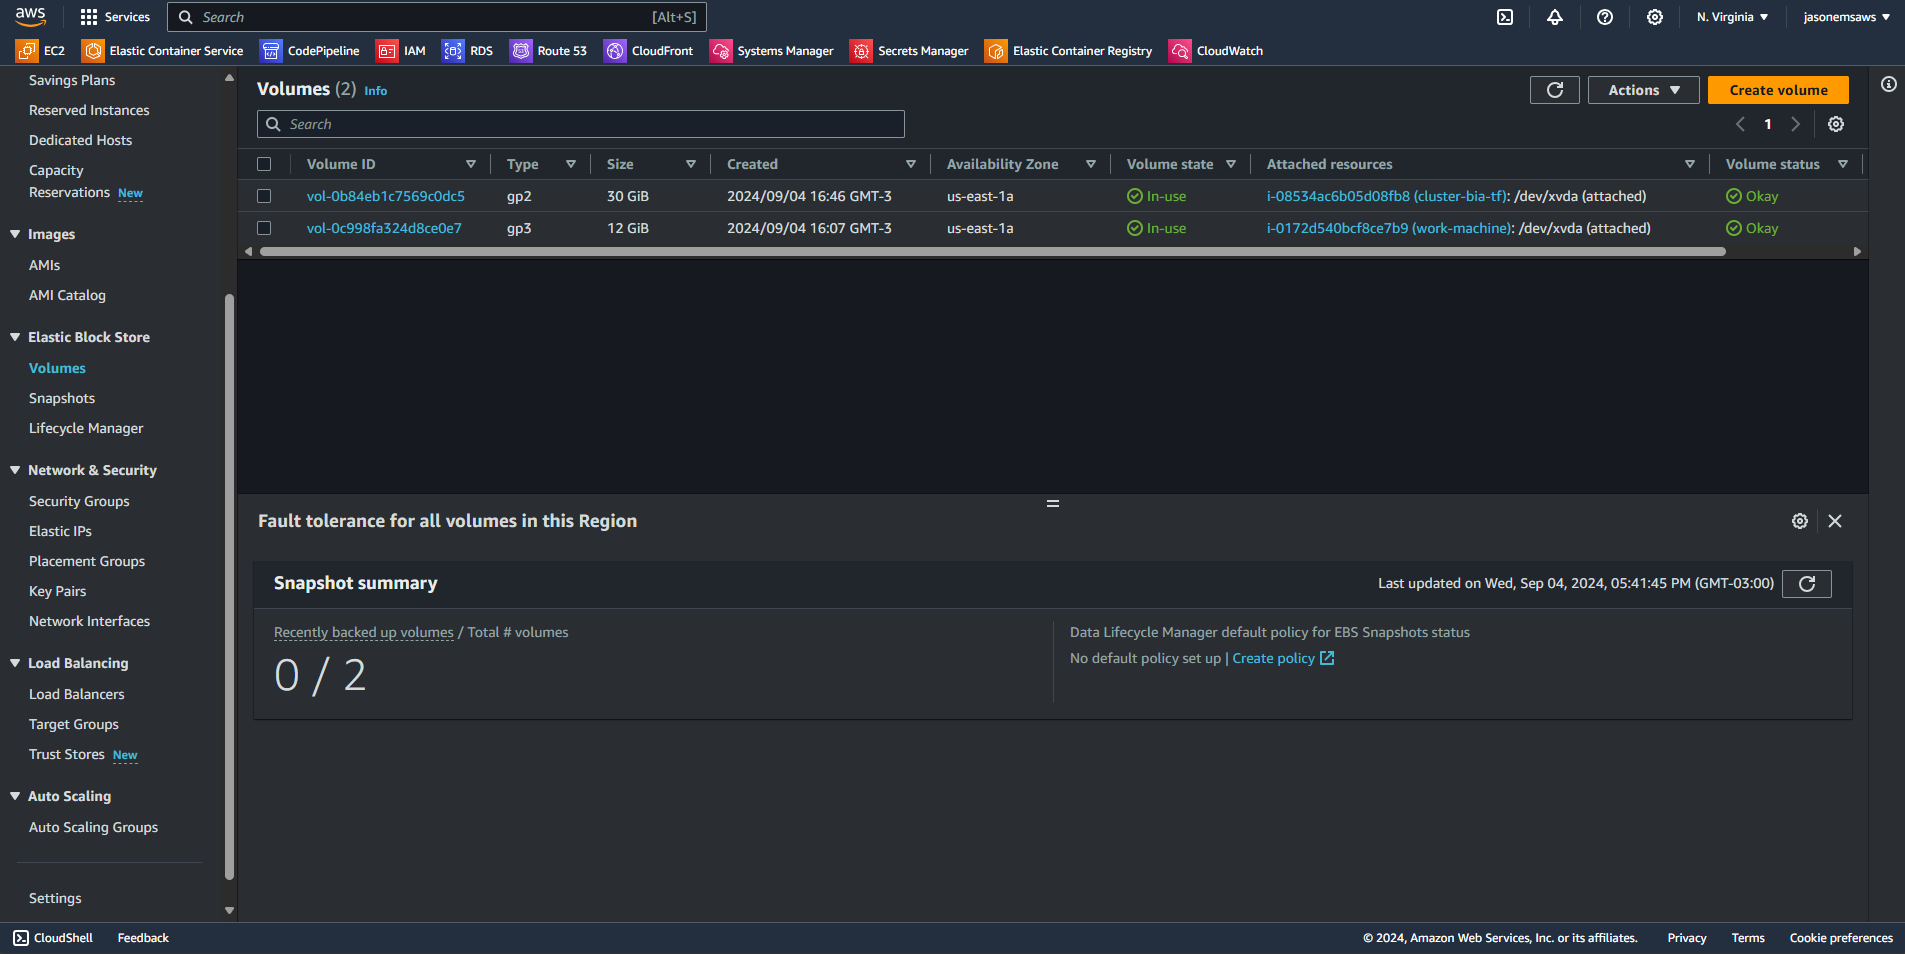 aws
Services
Search [Alt+S]
N. Virginia
jasonemsaws
EC2
Elastic Container Service
CodePipeline
IAM
RDS
Route 53
CloudFront
Systems Manager
Secrets Manager
Elastic Container Registry
CloudWatch
Savings Plans
Reserved Instances
Dedicated Hosts
Capacity
Reservations New
Images
AMIs
AMI Catalog
Elastic Block Store
Volumes
Snapshots
Lifecycle Manager
Network & Security
Security Groups
Elastic IPs
Placement Groups
Key Pairs
Network Interfaces
Load Balancing
Load Balancers
Target Groups
Trust Stores New
Auto Scaling
Auto Scaling Groups
Settings
Volumes (2) Info
Actions
Create volume
Search
1
Volume ID Type Size Created Availability Zone Volume state Attached resources Volume status
vol-0b84eb1c7569c0dc5 gp2 30 GiB 2024/09/04 16:46 GMT-3 us-east-1a In-use i-08534ac6b05d08fb8 (cluster-bia-tf): /dev/xvda (attached) Okay
vol-0c998fa324d8ce0e7 gp3 12 GiB 2024/09/04 16:07 GMT-3 us-east-1a In-use i-0172d540bcf8ce7b9 (work-machine): /dev/xvda (attached) Okay
Fault tolerance for all volumes in this Region
Snapshot summary
Last updated on Wed, Sep 04, 2024, 05:41:45 PM (GMT-03:00)
Recently backed up volumes / Total # volumes
0 / 2
Data Lifecycle Manager default policy for EBS Snapshots status
No default policy set up | Create policy
CloudShell
Feedback
© 2024, Amazon Web Services, Inc. or its affiliates.
Privacy
Terms
Cookie preferences